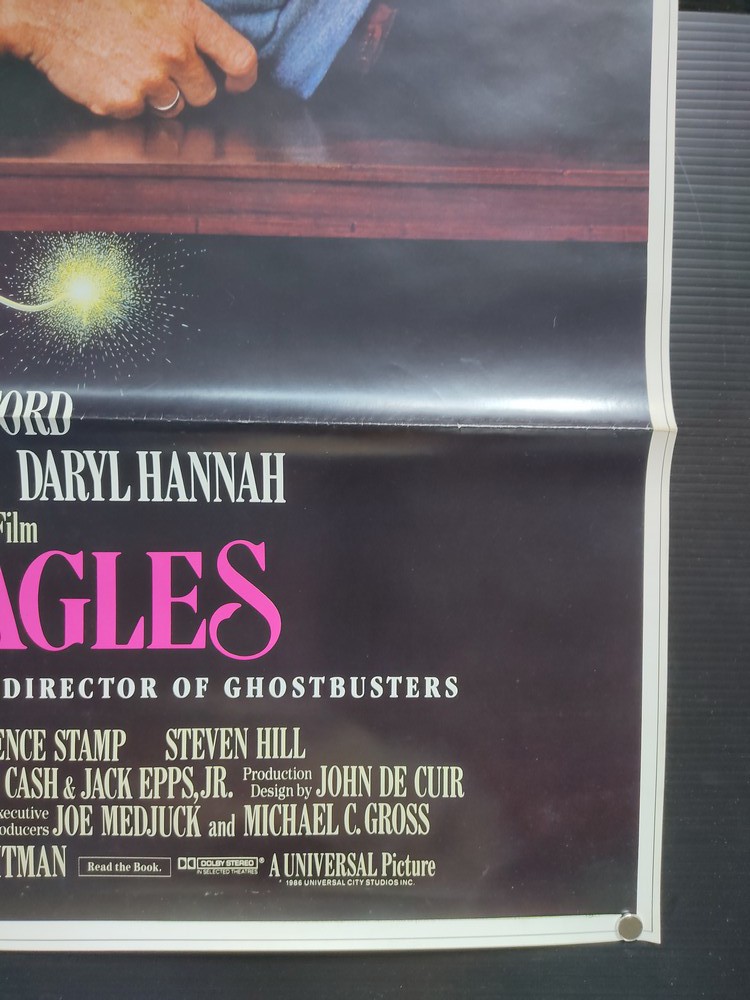 ORD
DARYL HANNAH
Film
AGLES
DIRECTOR OF GHOSTBUSTERS
ENCE STAMP STEVEN HILL
CASH & JACK EPPS, JR. Production Design by JOHN DE CUIR
xecutive oducers JOE MEDJUCK and MICHAEL C. GROSS
ITMAN Read the Book. DOLBY STEREO ® IN SELECTED THEATRES A UNIVERSAL Picture
© 1986 UNIVERSAL CITY STUDIOS INC.